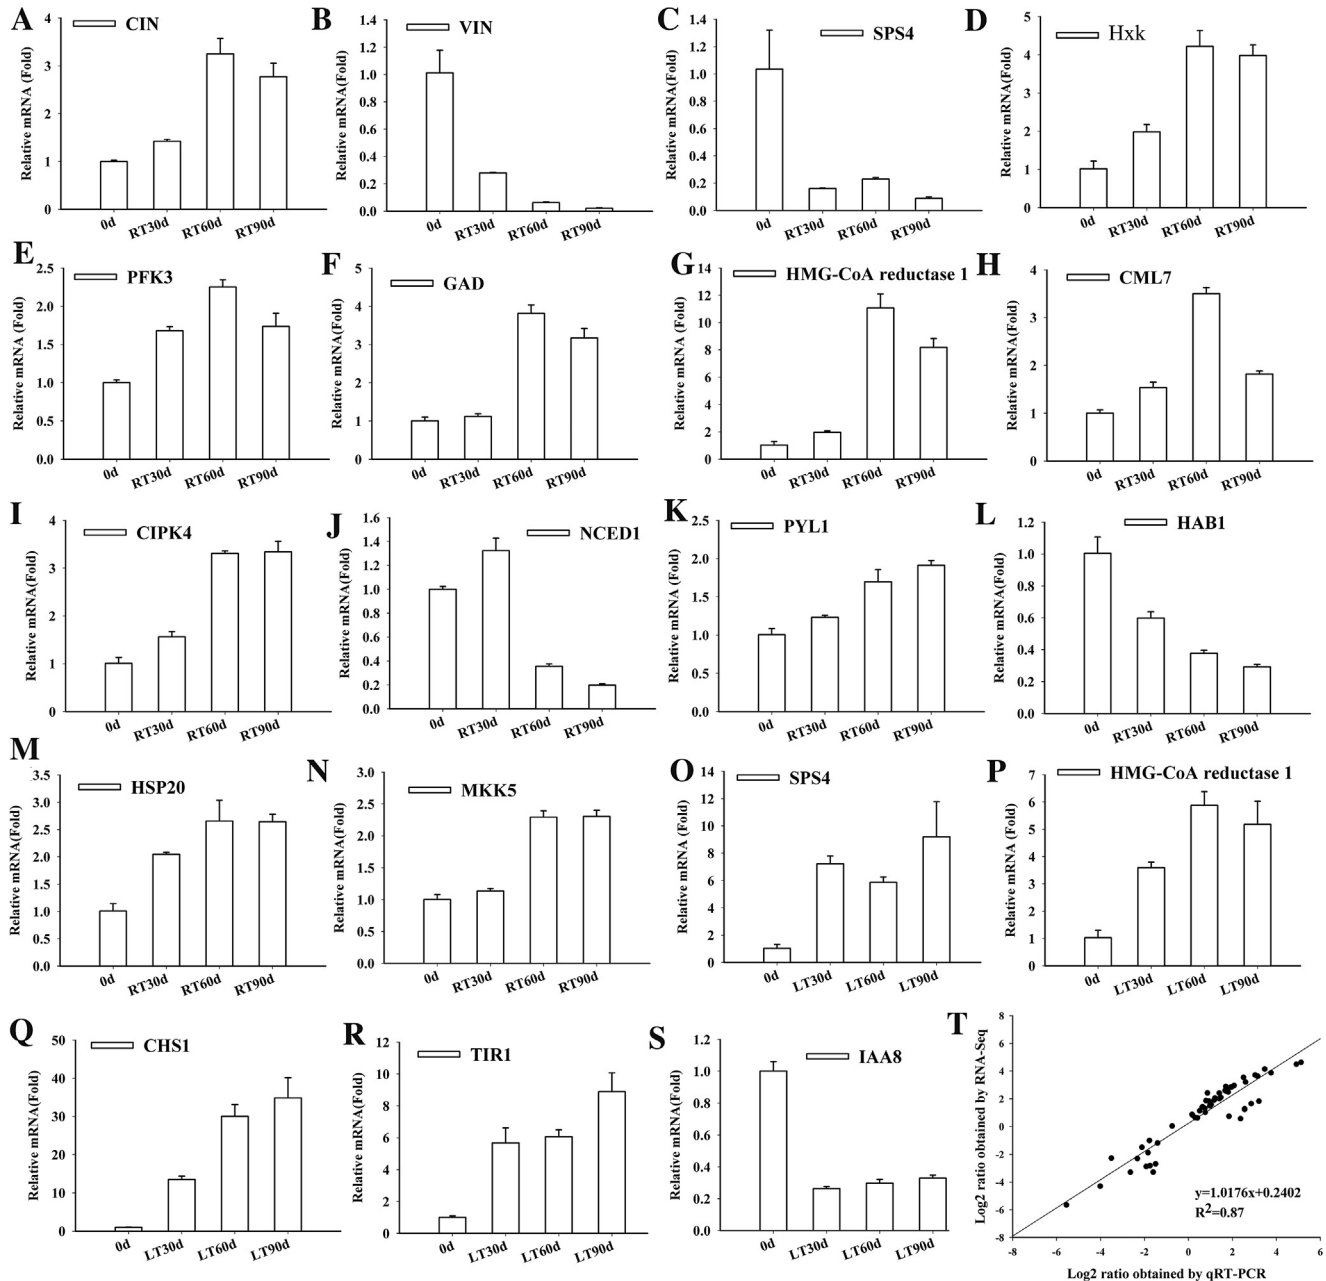 A
CIN
Relative mRNA (Fold)
4
3
2
1
0
0d RT30d RT60d RT90d
B
VIN
Relative mRNA(Fold)
1.4
1.2
1.0
0.8
0.6
0.4
0.2
0.0
0d RT30d RT60d RT90d
C
SPS4
Relative mRNA(Fold)
1.4
1.2
1.0
0.8
0.6
0.4
0.2
0.0
0d RT30d RT60d RT90d
D
Hxk
Relative mRNA(Fold)
5
4
3
2
1
0
0d RT30d RT60d RT90d
E
PFK3
Relative mRNA (Fold)
2.5
2.0
1.5
1.0
0.5
0.0
0d RT30d RT60d RT90d
F
GAD
Relative mRNA(Fold)
5
4
3
2
1
0
0d RT30d RT60d RT90d
G
HMG-CoA reductase 1
Relative mRNA (Fold)
14
12
10
8
6
4
2
0
0d RT30d RT60d RT90d
H
CML7
Relative mRNA(Fold)
4
3
2
1
0
0d RT30d RT60d RT90d
I
CIPK4
Relative mRNA(Fold)
4
3
2
1
0
0d RT30d RT60d RT90d
J
NCED1
Relative mRNA(Fold)
1.6
1.4
1.2
1.0
0.8
0.6
0.4
0.2
0.0
0d RT30d RT60d RT90d
K
PYL1
Relative mRNA (Fold)
2.5
2.0
1.5
1.0
0.5
0.0
0d RT30d RT60d RT90d
L
HAB1
Relative mRNA(Fold)
1.2
1.0
0.8
0.6
0.4
0.2
0.0
0d RT30d RT60d RT90d
M
HSP20
Relative mRNA(Fold)
3.5
3.0
2.5
2.0
1.5
1.0
0.5
0.0
0d RT30d RT60d RT90d
N
MKK5
Relative mRNA(Fold)
3.0
2.5
2.0
1.5
1.0
0.5
0.0
0d RT30d RT60d RT90d
O
SPS4
Relative mRNA(Fold)
14
12
10
8
6
4
2
0
0d LT30d LT60d LT90d
P
HMG-CoA reductase 1
Relative mRNA (Fold)
7
6
5
4
3
2
1
0
0d LT30d LT60d LT90d
Q
CHS1
Relative mRNA(Fold)
50
40
30
20
10
0
0d LT30d LT60d LT90d
R
TIR1
Relative mRNA(Fold)
12
10
8
6
4
2
0
0d LT30d LT60d LT90d
S
IAA8
Relative mRNA(Fold)
1.2
1.0
0.8
0.6
0.4
0.2
0.0
0d LT30d LT60d LT90d
T
Log2 ratio obtained by RNA-Seq
8
6
4
2
0
-2
-4
-6
-8
y=1.0176x+0.2402
R²=0.87
-8 -6 -4 -2 0 2 4 6
Log2 ratio obtained by qRT-PCR